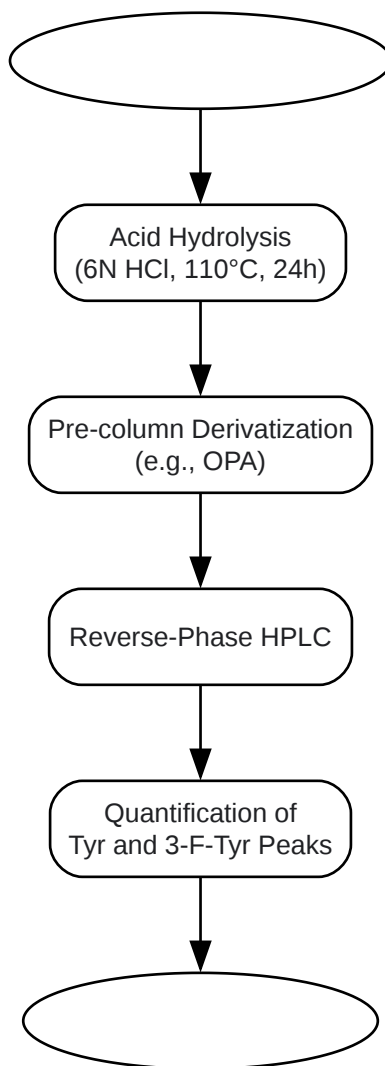 Acid Hydrolysis
(6N HCl, 110°C, 24h)
Pre-column Derivatization
(e.g., OPA)
Reverse-Phase HPLC
Quantification of
Tyr and 3-F-Tyr Peaks